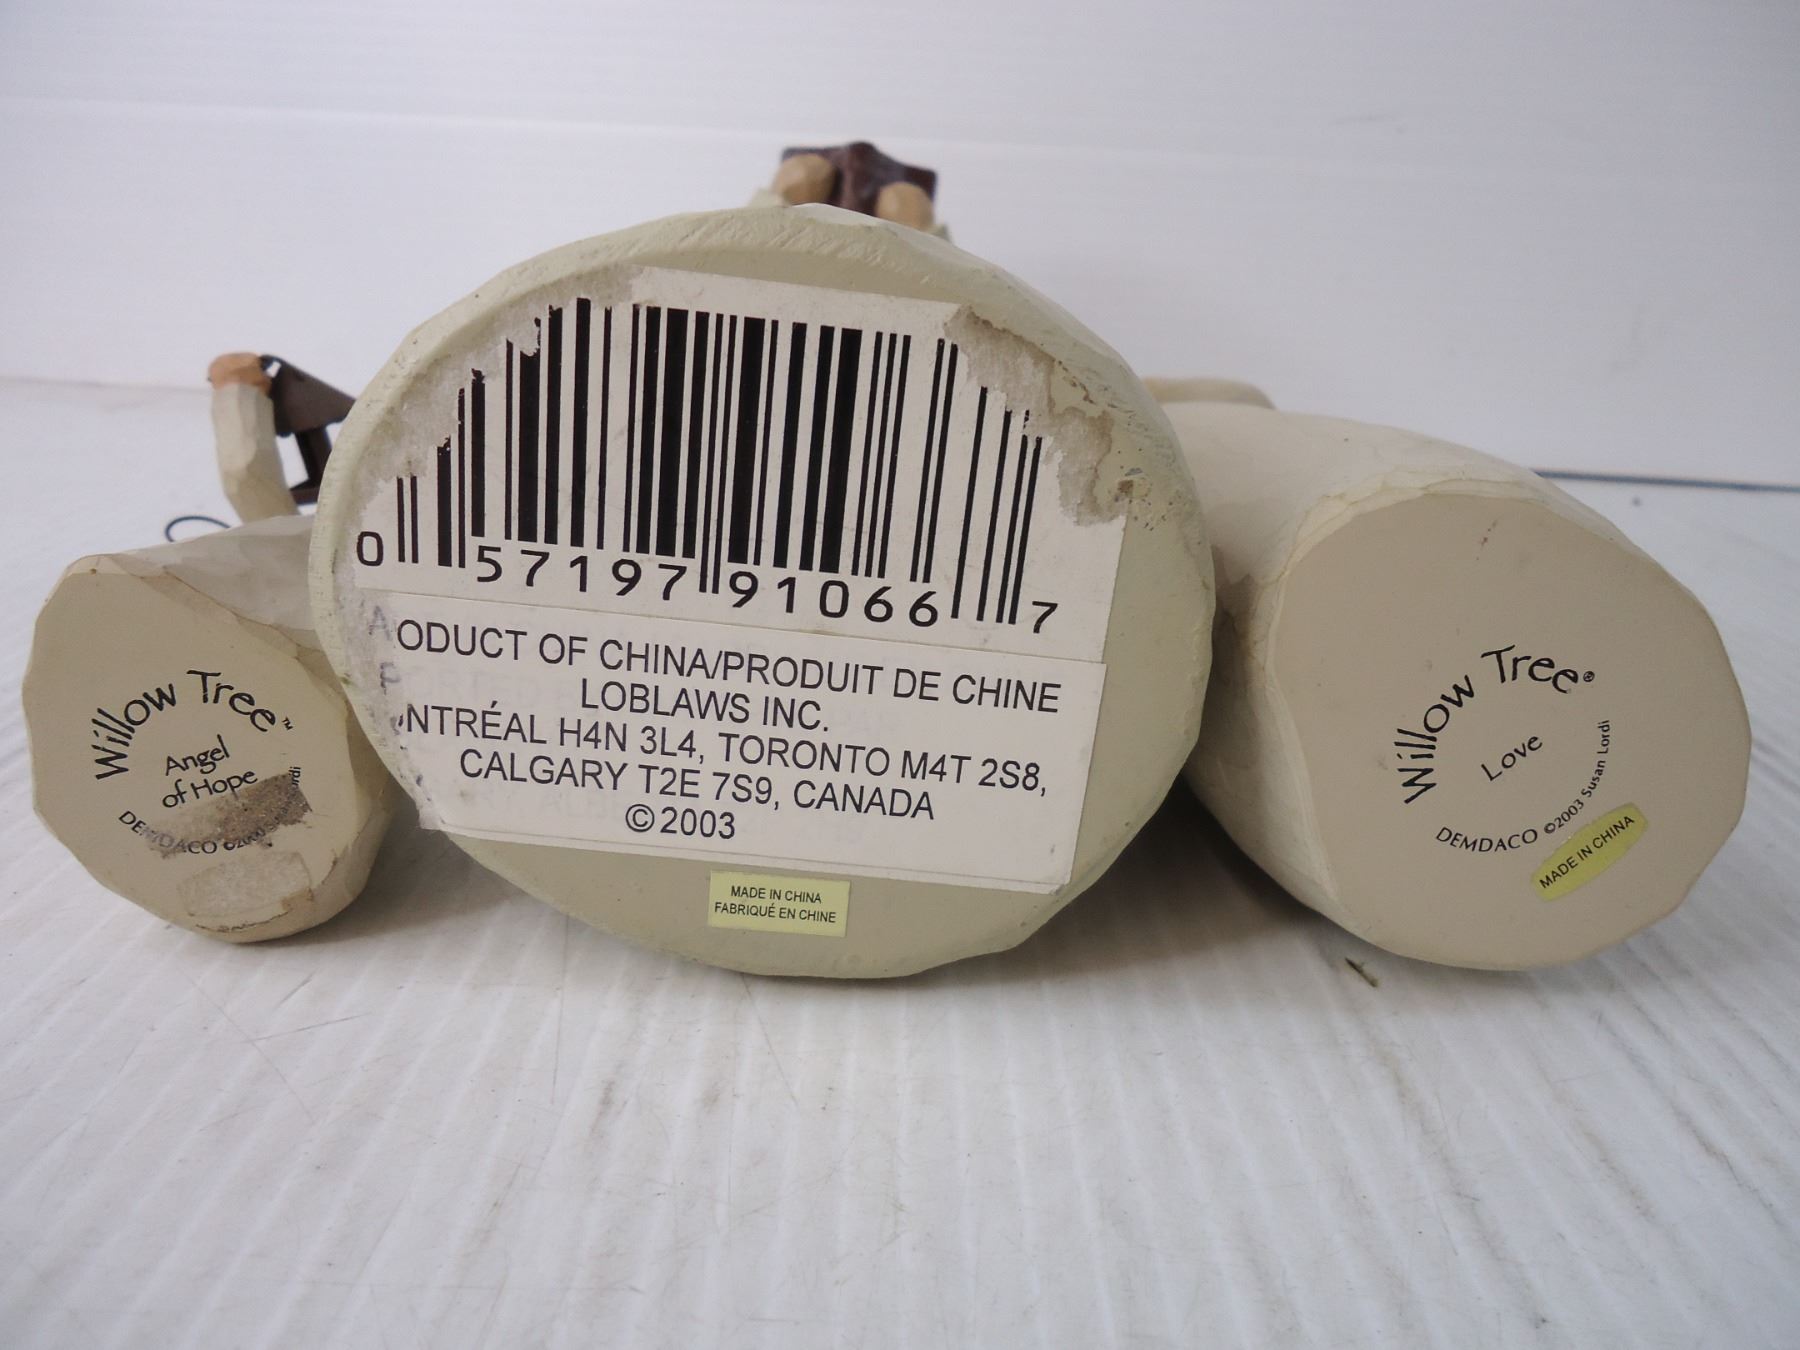 Willow Tree™
Angel
of Hope
DEMDACO
0 57197 91066 7
ODUCT OF CHINA/PRODUIT DE CHINE
LOBLAWS INC.
NTRÉAL H4N 3L4, TORONTO M4T 2S8,
CALGARY T2E 7S9, CANADA
©2003
MADE IN CHINA
FABRIQUÉ EN CHINE
Willow Tree®
Love
DEMDACO ©2003 Susan Lordi
MADE IN CHINA